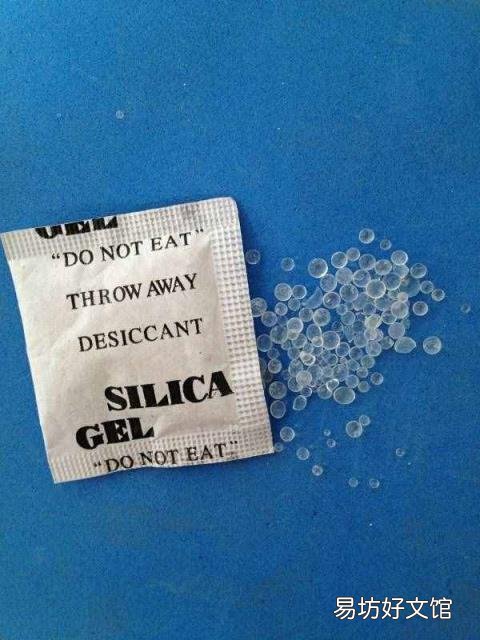 GEL
"DO NOT EAT"
THROW AWAY
DESICCANT
SILICA
GEL
"DO NOT EAT"
易坊好文馆